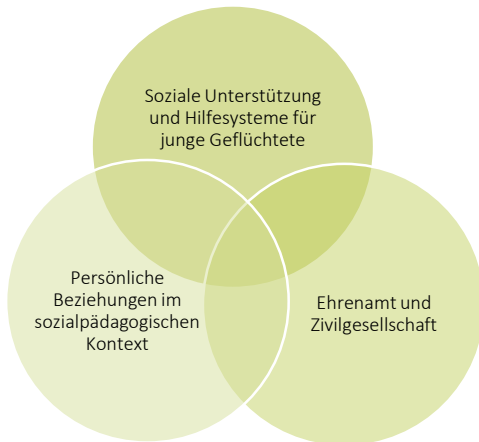 Soziale Unterstützung
und Hilfesysteme für
junge Geflüchtete
Persönliche
Beziehungen im
sozialpädagogischen
Kontext
Ehrenamt und
Zivilgesellschaft